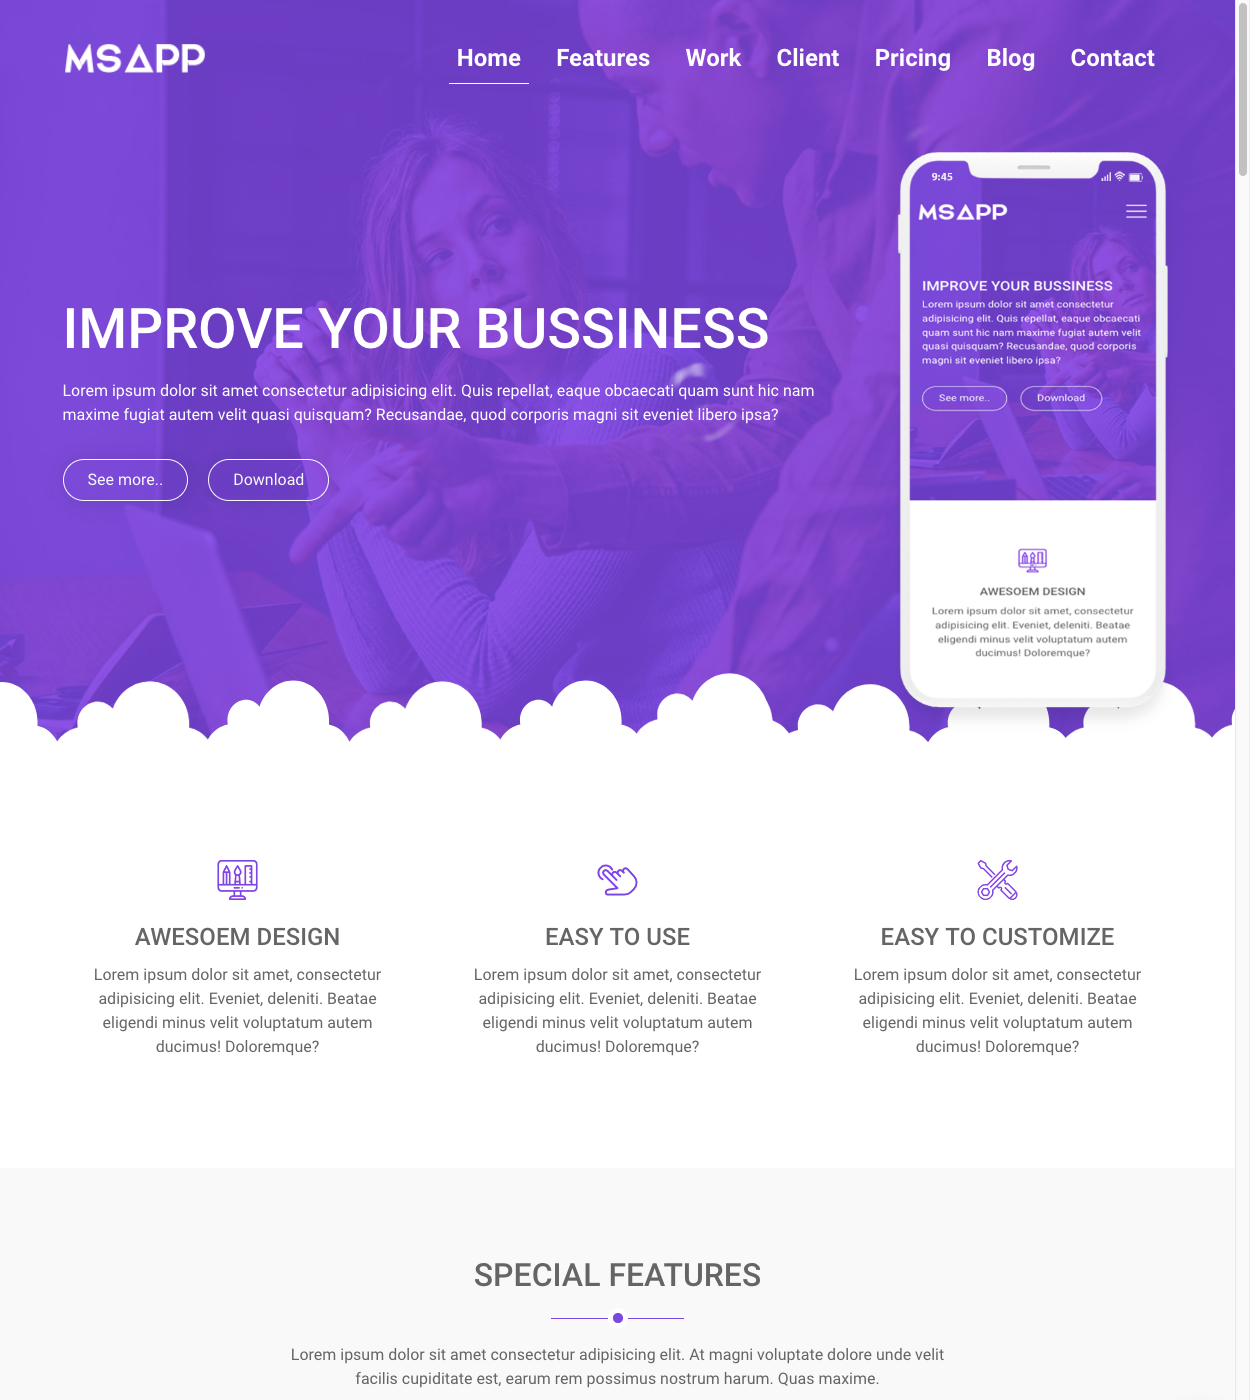 MSAPP
Home Features Work Client Pricing Blog Contact
IMPROVE YOUR BUSSINESS
Lorem ipsum dolor sit amet consectetur adipisicing elit. Quis repellat, eaque obcaecati quam sunt hic nam
maxime fugiat autem velit quasi quisquam? Recusandae, quod corporis magni sit eveniet libero ipsa?
See more.. Download
9:45
MSAPP
IMPROVE YOUR BUSSINESS
Lorem ipsum dolor sit amet consectetur
adipisicing elit. Quis repellat, eaque obcaecati
quam sunt hic nam maxime fugiat autem velit
quasi quisquam? Recusandae, quod corporis
magni sit eveniet libero ipsa?
See more.. Download
AWESOEM DESIGN
Lorem ipsum dolor sit amet, consectetur
adipisicing elit. Eveniet, deleniti. Beatae
eligendi minus velit voluptatum autem
ducimus! Doloremque?
AWESOEM DESIGN
Lorem ipsum dolor sit amet, consectetur
adipisicing elit. Eveniet, deleniti. Beatae
eligendi minus velit voluptatum autem
ducimus! Doloremque?
EASY TO USE
Lorem ipsum dolor sit amet, consectetur
adipisicing elit. Eveniet, deleniti. Beatae
eligendi minus velit voluptatum autem
ducimus! Doloremque?
EASY TO CUSTOMIZE
Lorem ipsum dolor sit amet, consectetur
adipisicing elit. Eveniet, deleniti. Beatae
eligendi minus velit voluptatum autem
ducimus! Doloremque?
SPECIAL FEATURES
Lorem ipsum dolor sit amet consectetur adipisicing elit. At magni voluptate dolore unde velit
facilis cupiditate est, earum rem possimus nostrum harum. Quas maxime.